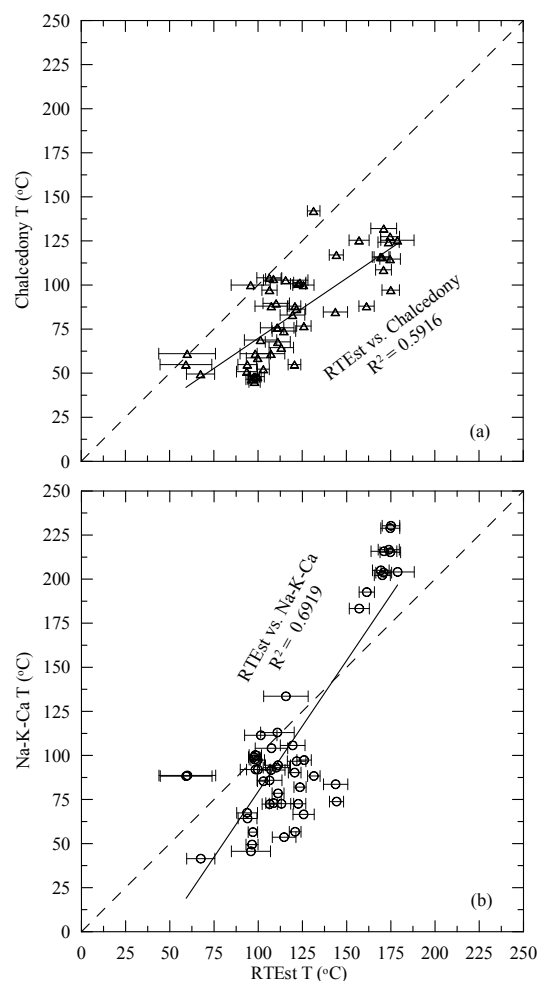 250
225
200
175
150
125
100
75
50
25
0
Chalcedony T (°C)
RTEst vs. Chalcedony
R² = 0.5916
(a)
225
200
175
150
125
100
75
50
25
0
Na-K-Ca T (°C)
RTEst vs. Na-K-Ca
R² = 0.6919
(b)
0 25 50 75 100 125 150 175 200 225 250
RTEst T (°C)